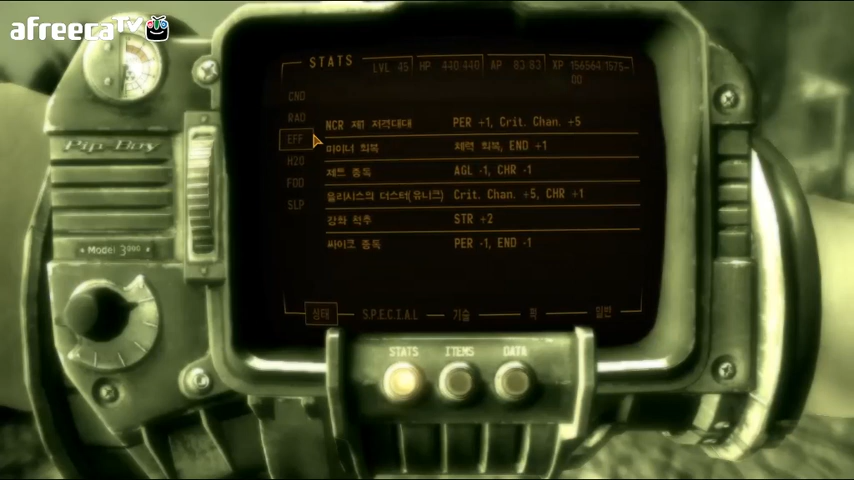 afreecaTV
STATS
LVL 45
HP 440/440
AP 83/83
CND
RAD
NCR 제1 저격대대 PER +1, Crit. Chan. +5
EFF
마이너 회복 체력 회복, END +1
H2O
제트 중독 AGL -1, CHR -1
FOD
율리시스의 더스터(유니크) Crit. Chan. +5, CHR +1
SLP
강화 척추 STR +2
싸이코 중독 PER -1, END -1
상태 S.P.E.C.I.A.L 기술 퍽 일반
Pip-Boy
Model 3000
STATS ITEMS DATA